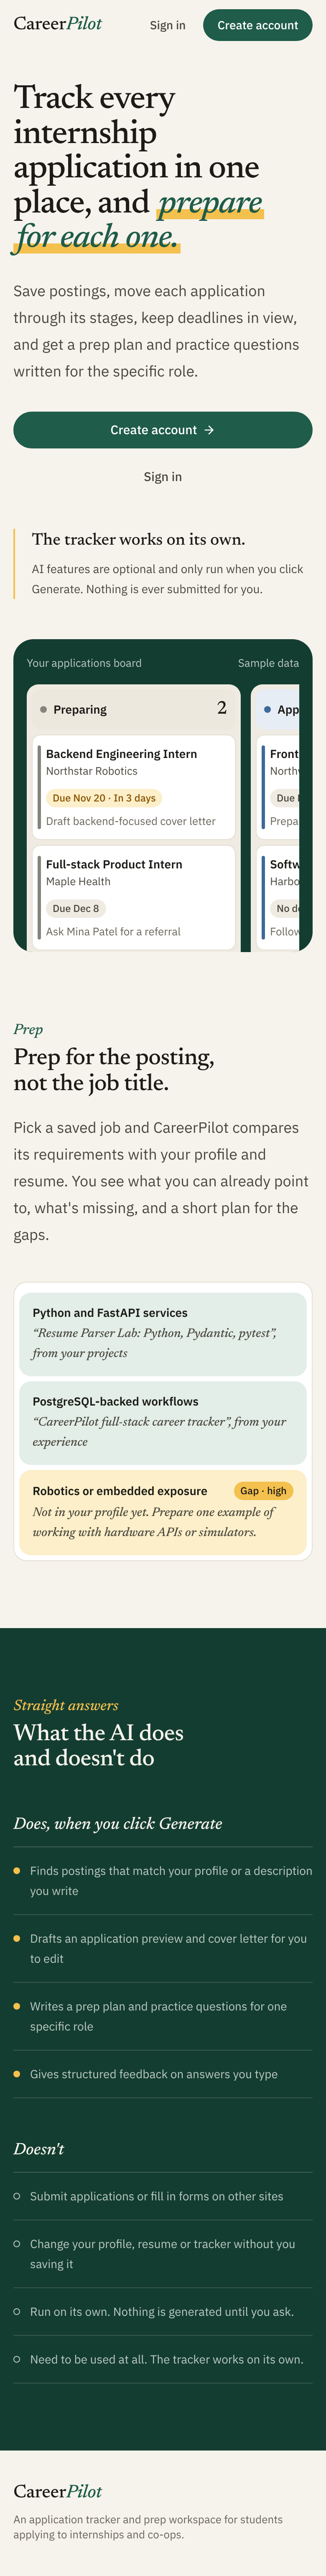 CareerPilot
Sign in
Create account
Track every
internship
application in one
place, and prepare
for each one.
Save postings, move each application
through its stages, keep deadlines in view,
and get a prep plan and practice questions
written for the specific role.
Create account →
Sign in
The tracker works on its own.
AI features are optional and only run when you click
Generate. Nothing is ever submitted for you.
Your applications board
Sample data
Preparing 2
Backend Engineering Intern
Northstar Robotics
Due Nov 20 · In 3 days
Draft backend-focused cover letter
Full-stack Product Intern
Maple Health
Due Dec 8
Ask Mina Patel for a referral
App
Front
Due
Prepa
Softw
Harbo
No d
Follow
Prep
Prep for the posting,
not the job title.
Pick a saved job and CareerPilot compares
its requirements with your profile and
resume. You see what you can already point
to, what's missing, and a short plan for the
gaps.
Python and FastAPI services
“Resume Parser Lab: Python, Pydantic, pytest”,
from your projects
PostgreSQL-backed workflows
“CareerPilot full-stack career tracker”, from your
experience
Robotics or embedded exposure
Gap · high
Not in your profile yet. Prepare one example of
working with hardware APIs or simulators.
Straight answers
What the AI does
and doesn't do
Does, when you click Generate
Finds postings that match your profile or a description
you write
Drafts an application preview and cover letter for you
to edit
Writes a prep plan and practice questions for one
specific role
Gives structured feedback on answers you type
Doesn't
Submit applications or fill in forms on other sites
Change your profile, resume or tracker without you
saving it
Run on its own. Nothing is generated until you ask.
Need to be used at all. The tracker works on its own.
CareerPilot
An application tracker and prep workspace for students
applying to internships and co-ops.